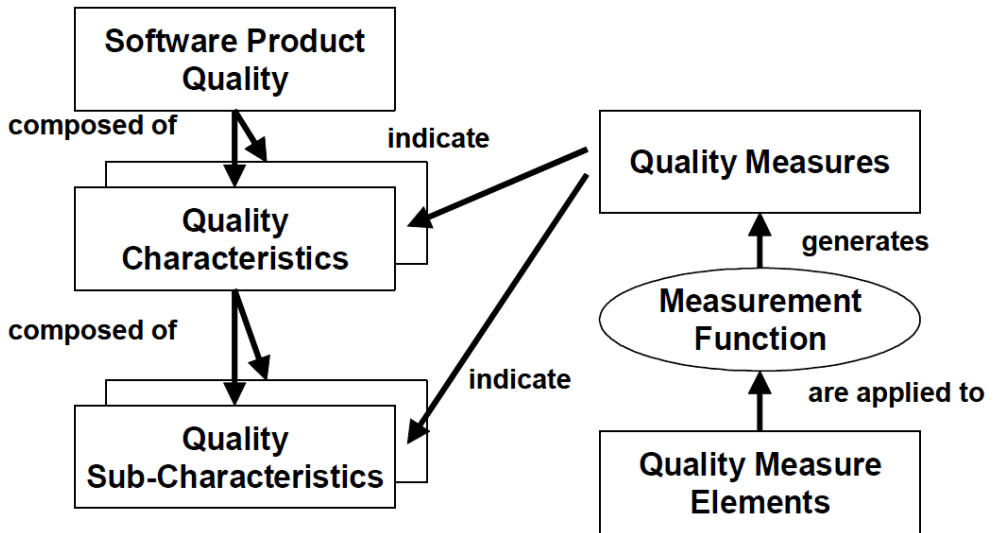 Software Product
Quality
composed of
indicate
Quality Measures
Quality
Characteristics
generates
composed of
Measurement
Function
indicate
are applied to
Quality
Sub-Characteristics
Quality Measure
Elements